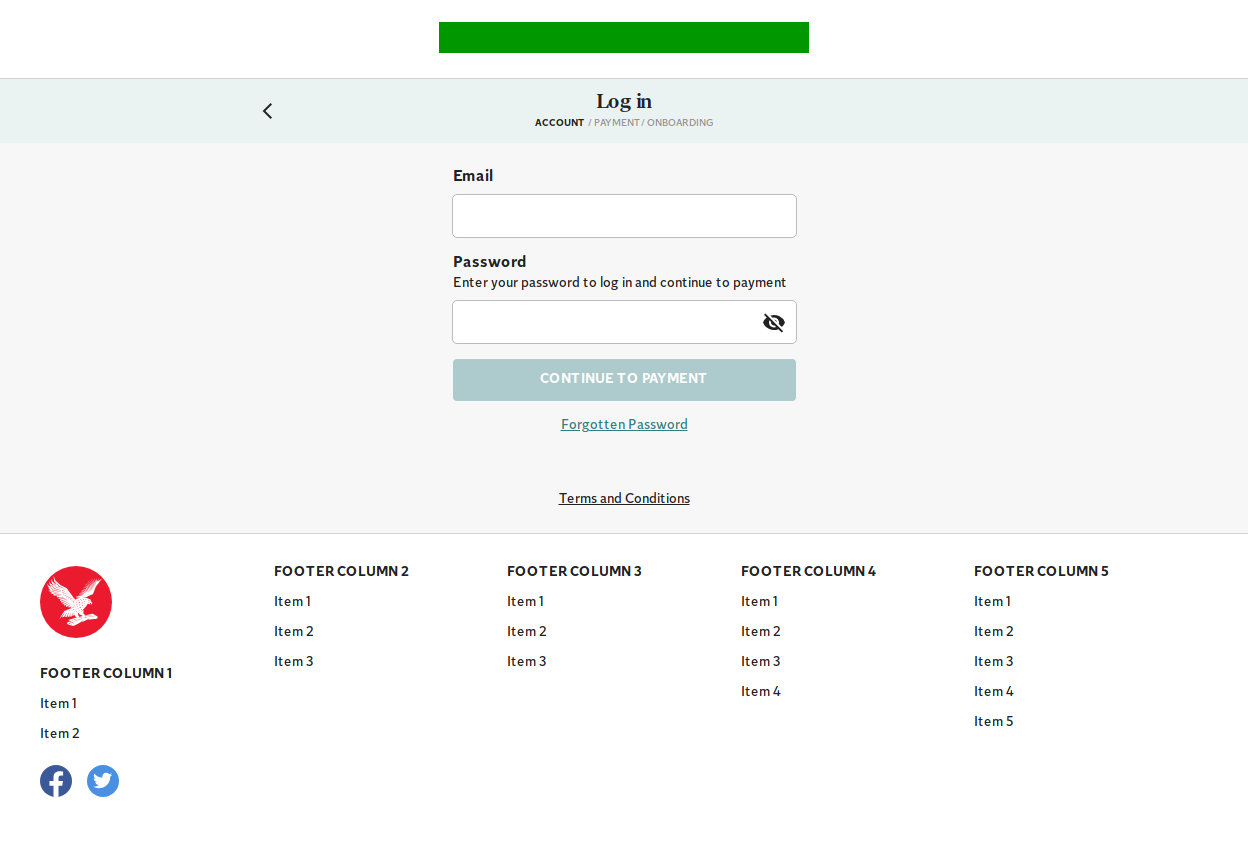 Log in
ACCOUNT / PAYMENT / ONBOARDING
Email
Password
Enter your password to log in and continue to payment
CONTINUE TO PAYMENT
Forgotten Password
Terms and Conditions
FOOTER COLUMN 1
Item 1
Item 2
FOOTER COLUMN 2
Item 1
Item 2
Item 3
FOOTER COLUMN 3
Item 1
Item 2
Item 3
FOOTER COLUMN 4
Item 1
Item 2
Item 3
Item 4
FOOTER COLUMN 5
Item 1
Item 2
Item 3
Item 4
Item 5